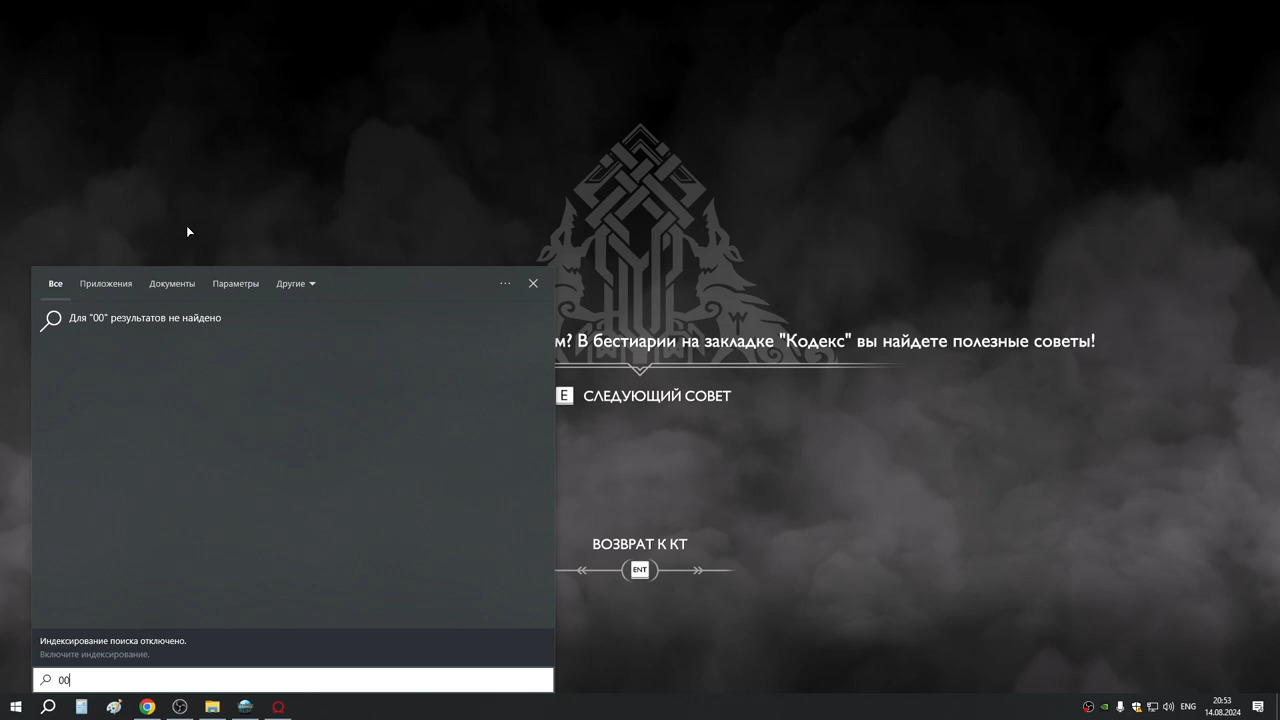 Все Приложения Документы Параметры Другие
Для "00" результатов не найдено
м? В бестиарии на закладке "Кодекс" вы найдете полезные советы!
E СЛЕДУЮЩИЙ СОВЕТ
ВОЗВРАТ К КТ
ENT
Индексирование поиска отключено.
Включите индексирование.
00
ENG
20:53
14.08.2024